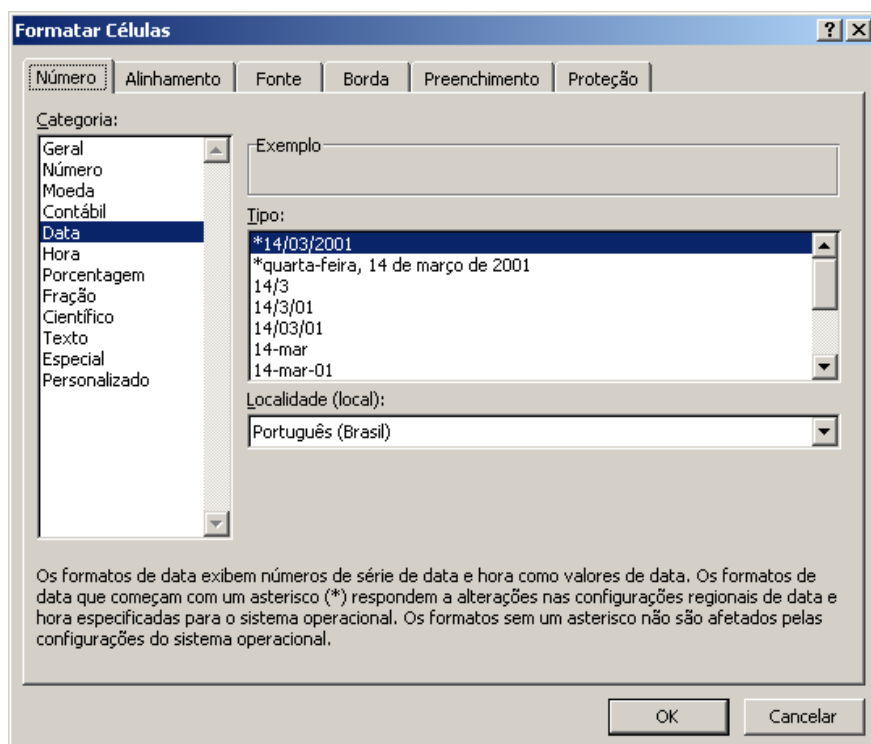 Formatar Células
Número Alinhamento Fonte Borda Preenchimento Proteção
Categoria:
Geral
Número
Moeda
Contábil
Data
Hora
Porcentagem
Fração
Científico
Texto
Especial
Personalizado
Exemplo
Tipo:
*14/03/2001
*quarta-feira, 14 de março de 2001
14/3
14/3/01
14/03/01
14-mar
14-mar-01
Localidade (local):
Português (Brasil)
Os formatos de data exibem números de série de data e hora como valores de data. Os formatos de
data que começam com um asterisco (*) respondem a alterações nas configurações regionais de data e
hora especificadas para o sistema operacional. Os formatos sem um asterisco não são afetados pelas
configurações do sistema operacional.
OK Cancelar